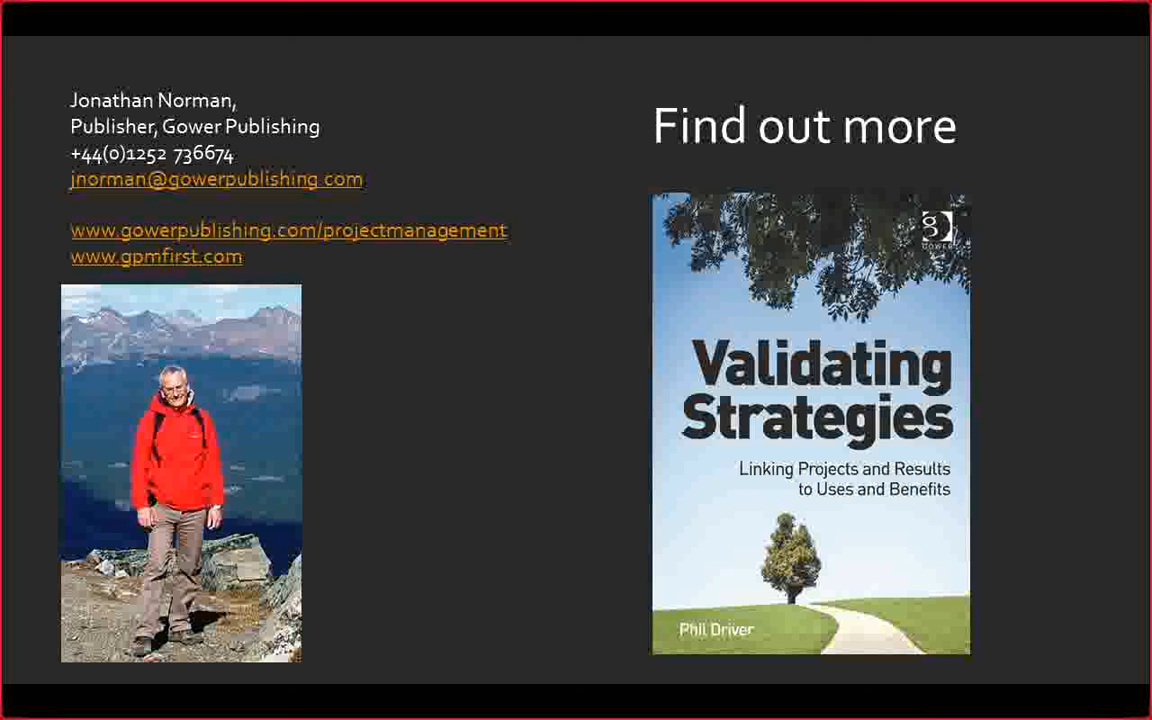 Jonathan Norman,
Publisher, Gower Publishing
+44(0)1252 736674
jnorman@gowerpublishing.com
www.gowerpublishing.com/projectmanagement
www.gpmfirst.com
Find out more
g
GOWER
Validating
Strategies
Linking Projects and Results
to Uses and Benefits
Phil Driver